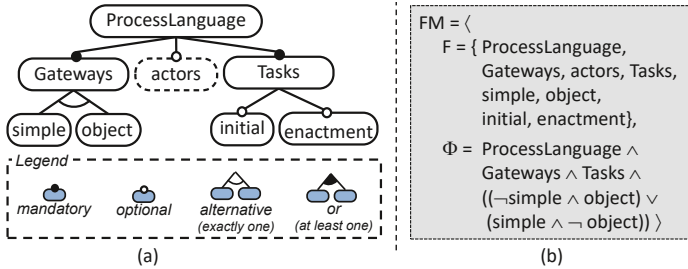 (a)
ProcessLanguage
Gateways
actors
Tasks
simple
object
initial
enactment
Legend
mandatory
optional
alternative
(exactly one)
or
(at least one)
(b)
FM = ⟨
F = { ProcessLanguage,
Gateways, actors, Tasks,
simple, object,
initial, enactment},
Φ = ProcessLanguage ∧
Gateways ∧ Tasks ∧
((¬simple ∧ object) ∨
(simple ∧ ¬ object)) ⟩